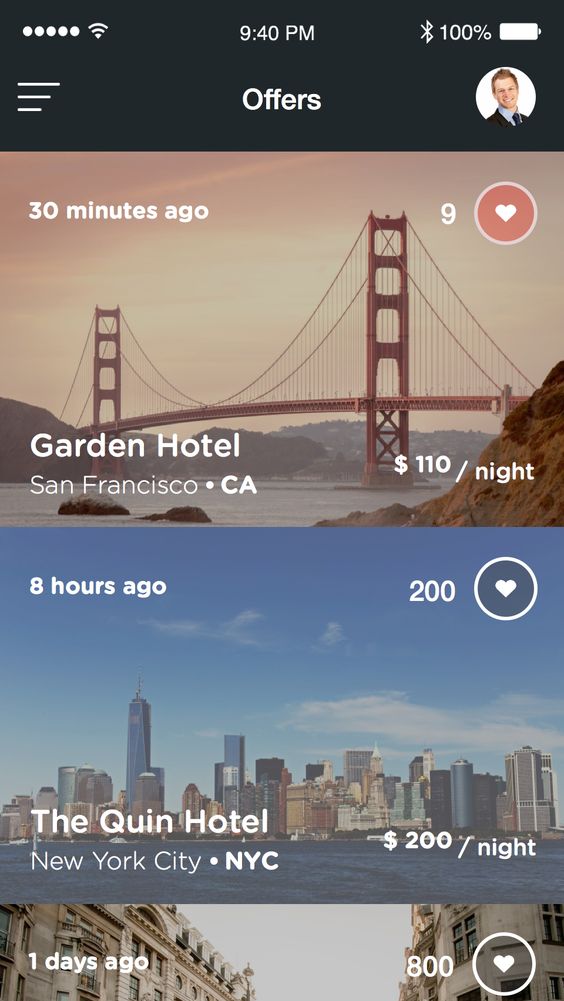 9:40 PM
100%
Offers
30 minutes ago
9
Garden Hotel
San Francisco • CA
$ 110 / night
8 hours ago
200
The Quin Hotel
New York City • NYC
$ 200 / night
1 days ago
800